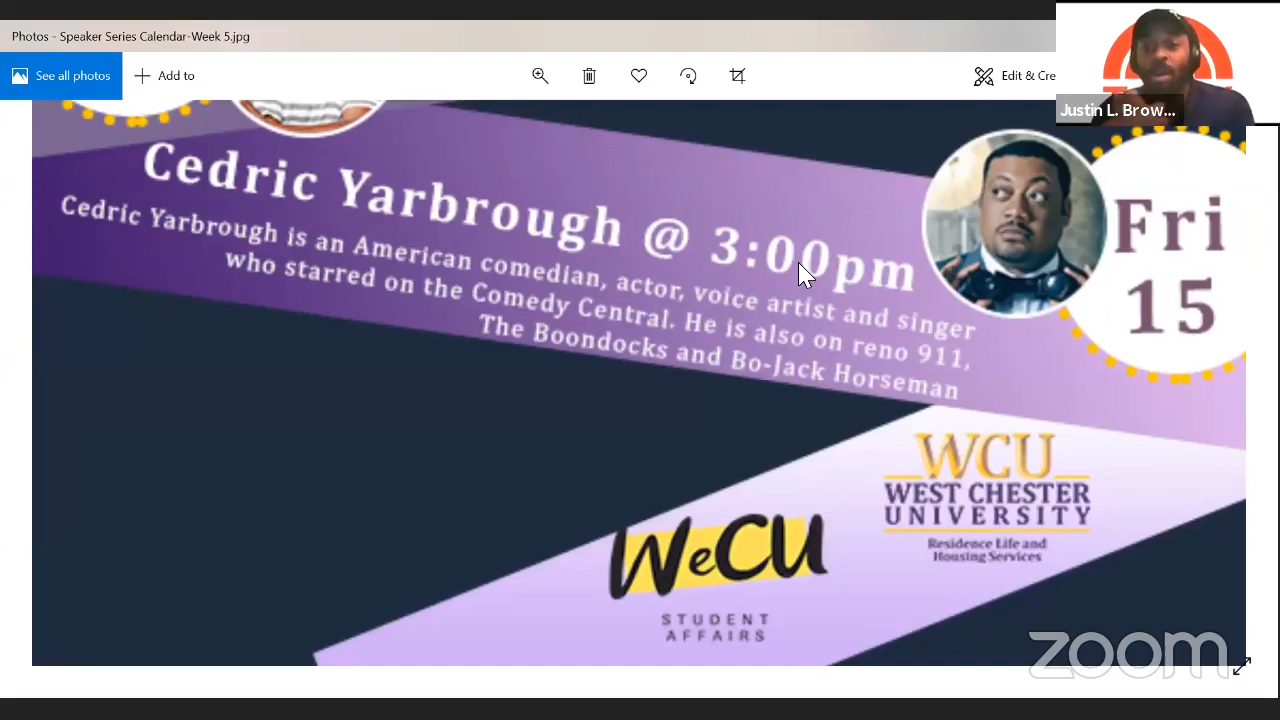 Photos - Speaker Series Calendar-Week 5.jpg
See all photos
Add to
Edit & Cre
Justin L. Brow...
Cedric Yarbrough @ 3:00pm
Cedric Yarbrough is an American comedian, actor, voice artist and singer
who starred on the Comedy Central. He is also on reno 911,
The Boondocks and Bo-Jack Horseman
Fri
15
WCU
WEST CHESTER
UNIVERSITY
Residence Life and
Housing Services
WeCU
STUDENT
AFFAIRS
zoom